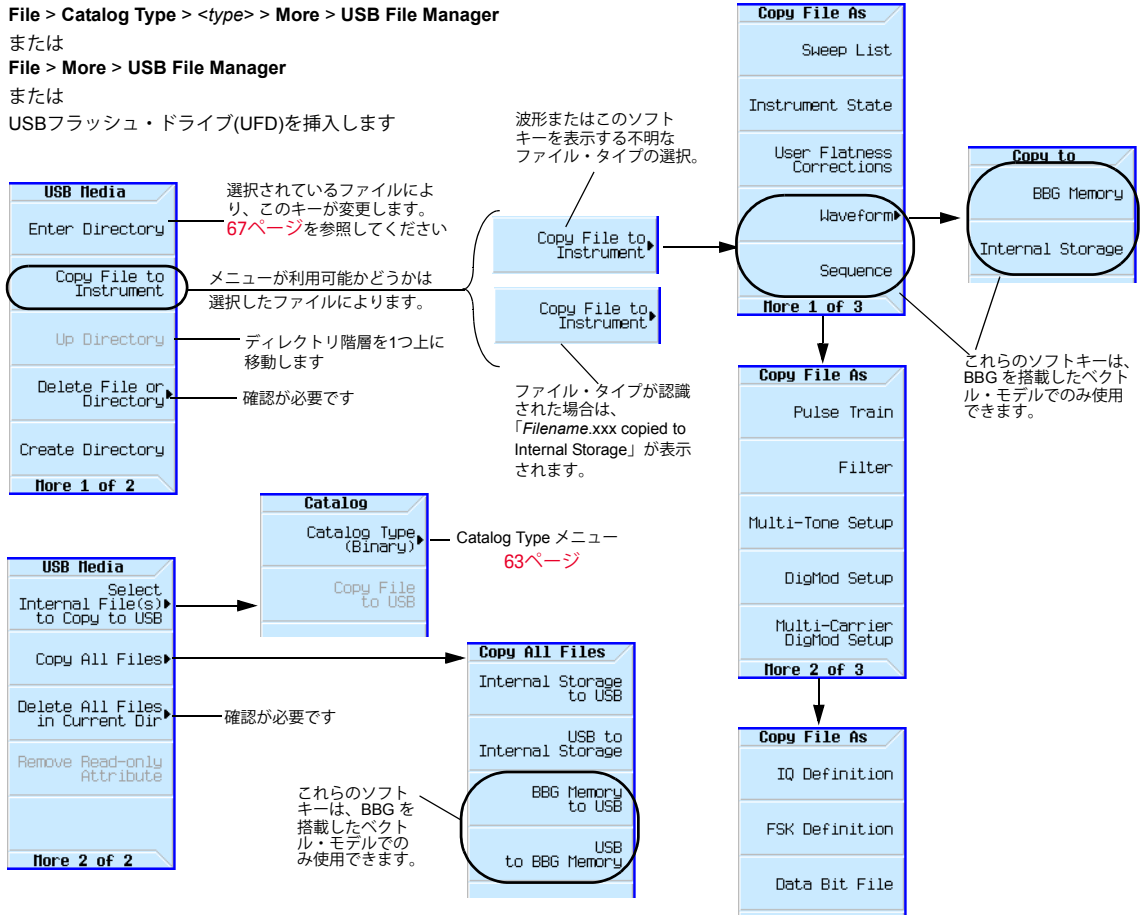 File > Catalog Type > <type> > More > USB File Manager
または
File > More > USB File Manager
または
USBフラッシュ・ドライブ(UFD)を挿入します
USB Media
Enter Directory
Copy File to
Instrument
Up Directory
Delete File or
Directory
Create Directory
More 1 of 2
選択されているファイルによ
り、このキーが変更します。
67ページを参照してください
メニューが利用可能かどうかは
選択したファイルによります。
ディレクトリ階層を1つ上に
移動します
確認が必要です
波形またはこのソフト
キーを表示する不明な
ファイル・タイプの選択。
Copy File to
Instrument
Copy File to
Instrument
ファイル・タイプが認識
された場合は、
「Filename.xxx copied to
Internal Storage」が表示
されます。
Copy File As
Sweep List
Instrument State
User Flatness
Corrections
Waveform
Sequence
More 1 of 3
Copy to
BBG Memory
Internal Storage
これらのソフトキーは、
BBG を搭載したベクト
ル・モデルでのみ使用
できます。
Copy File As
Pulse Train
Filter
Multi-Tone Setup
DigMod Setup
Multi-Carrier
DigMod Setup
More 2 of 3
Copy File As
IQ Definition
FSK Definition
Data Bit File
USB Media
Select
Internal File(s)
to Copy to USB
Copy All Files
Delete All Files
in Current Dir
Remove Read-only
Attribute
More 2 of 2
Catalog
Catalog Type
(Binary)
Copy File
to USB
Catalog Type メニュー
63ページ
確認が必要です
Copy All Files
Internal Storage
to USB
USB to
Internal Storage
BBG Memory
to USB
USB
to BBG Memory
これらのソフト
キーは、BBG を
搭載したベクト
ル・モデルでの
み使用できます。